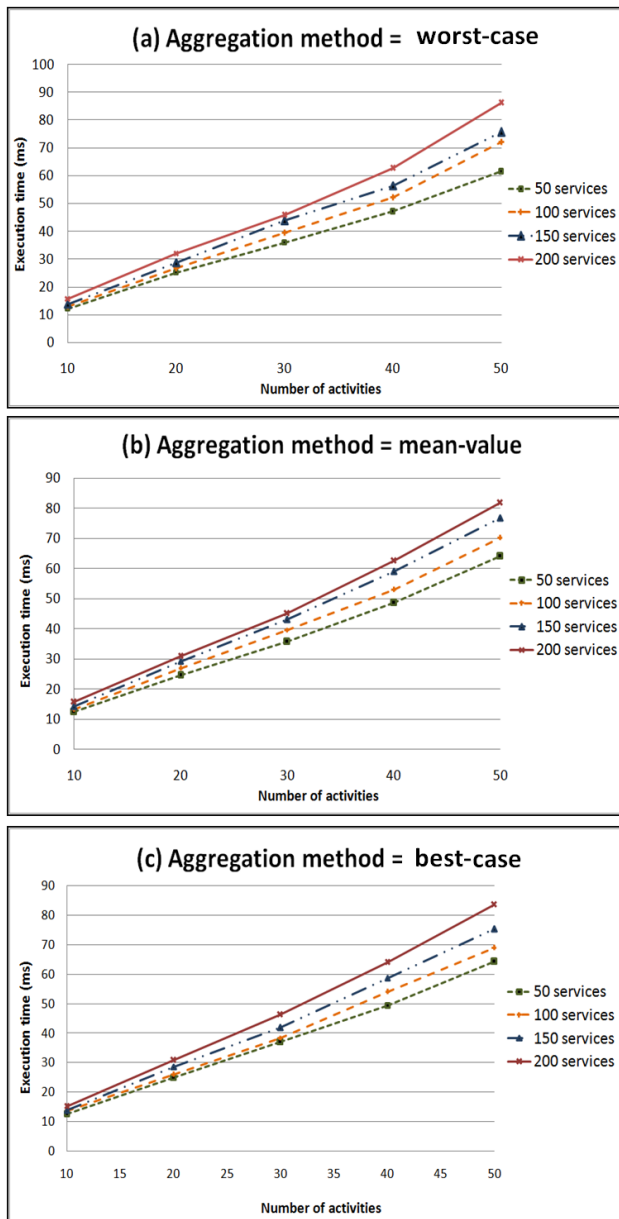 (a) Aggregation method = worst-case
Execution time (ms)
100
90
80
70
60
50
40
30
20
10
0
10 20 30 40 50
Number of activities
50 services
100 services
150 services
200 services
(b) Aggregation method = mean-value
Execution time (ms)
90
80
70
60
50
40
30
20
10
0
10 20 30 40 50
Number of activities
50 services
100 services
150 services
200 services
(c) Aggregation method = best-case
Execution time (ms)
90
80
70
60
50
40
30
20
10
0
10 15 20 25 30 35 40 45 50
Number of activities
50 services
100 services
150 services
200 services